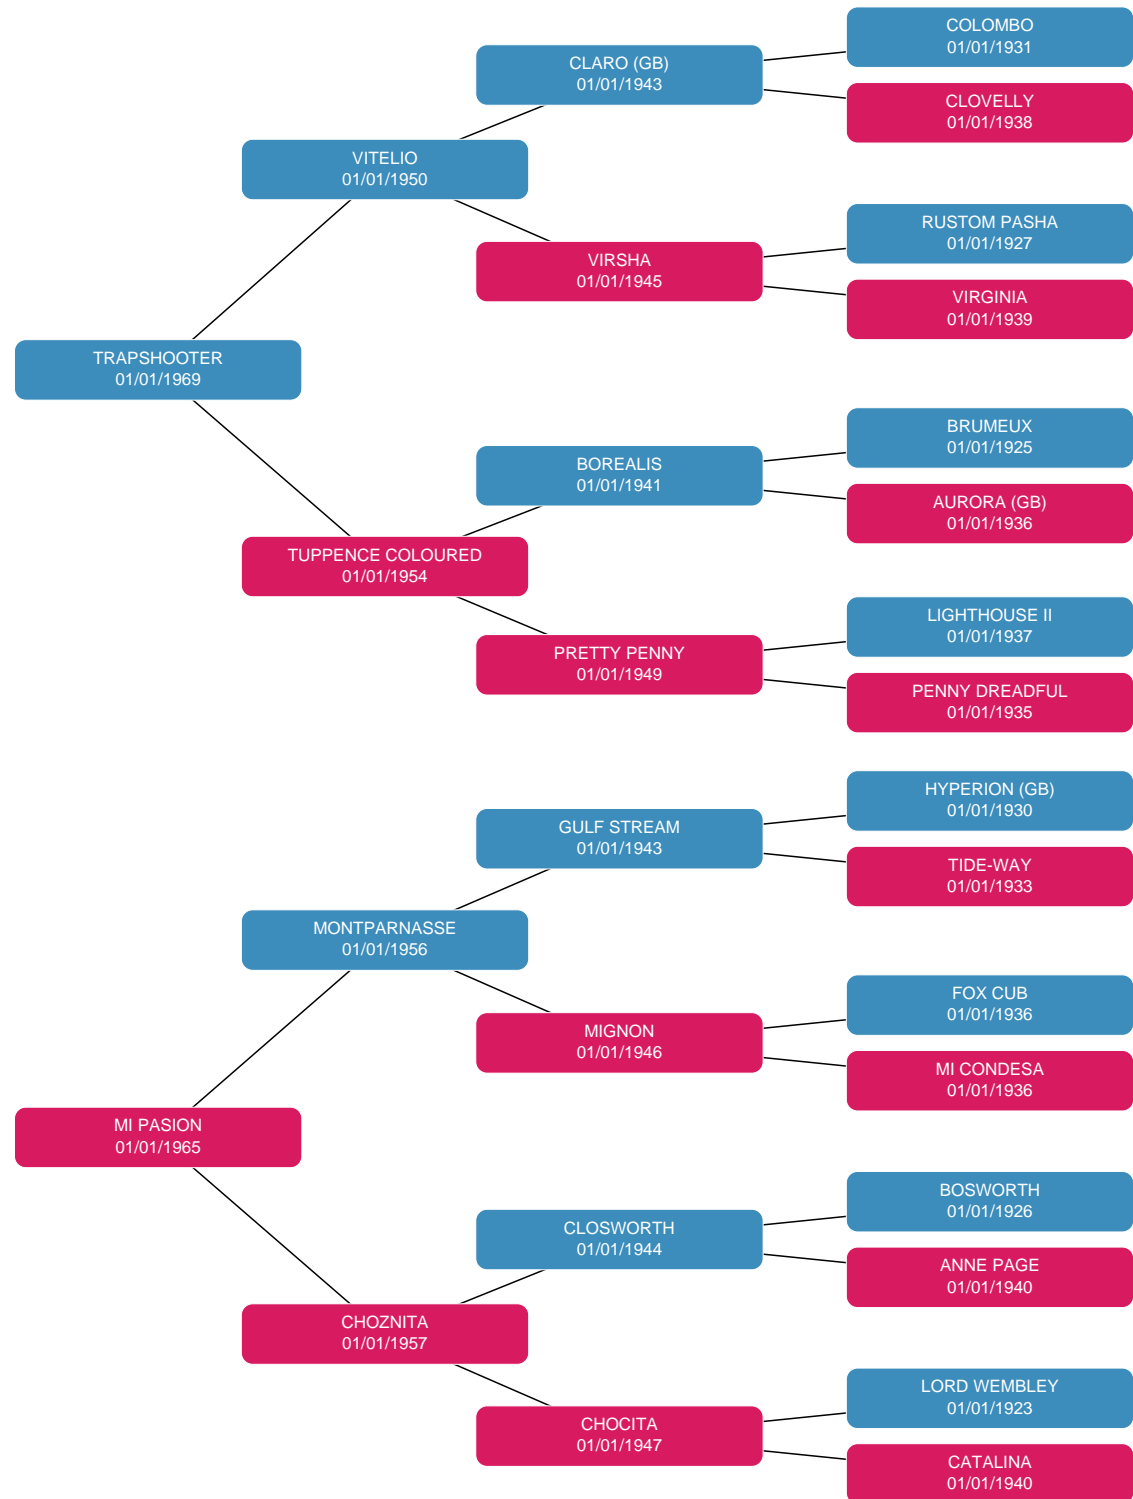 COLOMBO
01/01/1931
CLARO (GB)
01/01/1943
CLOVELLY
01/01/1938
VITELIO
01/01/1950
RUSTOM PASHA
01/01/1927
VIRSHA
01/01/1945
VIRGINIA
01/01/1939
TRAPSHOOTER
01/01/1969
BRUMEUX
01/01/1925
BOREALIS
01/01/1941
AURORA (GB)
01/01/1936
TUPPENCE COLOURED
01/01/1954
LIGHTHOUSE II
01/01/1937
PRETTY PENNY
01/01/1949
PENNY DREADFUL
01/01/1935
HYPERION (GB)
01/01/1930
GULF STREAM
01/01/1943
TIDE-WAY
01/01/1933
MONTPARNASSE
01/01/1956
FOX CUB
01/01/1936
MIGNON
01/01/1946
MI CONDESA
01/01/1936
MI PASION
01/01/1965
BOSWORTH
01/01/1926
CLOSWORTH
01/01/1944
ANNE PAGE
01/01/1940
CHOZNITA
01/01/1957
LORD WEMBLEY
01/01/1923
CHOCITA
01/01/1947
CATALINA
01/01/1940